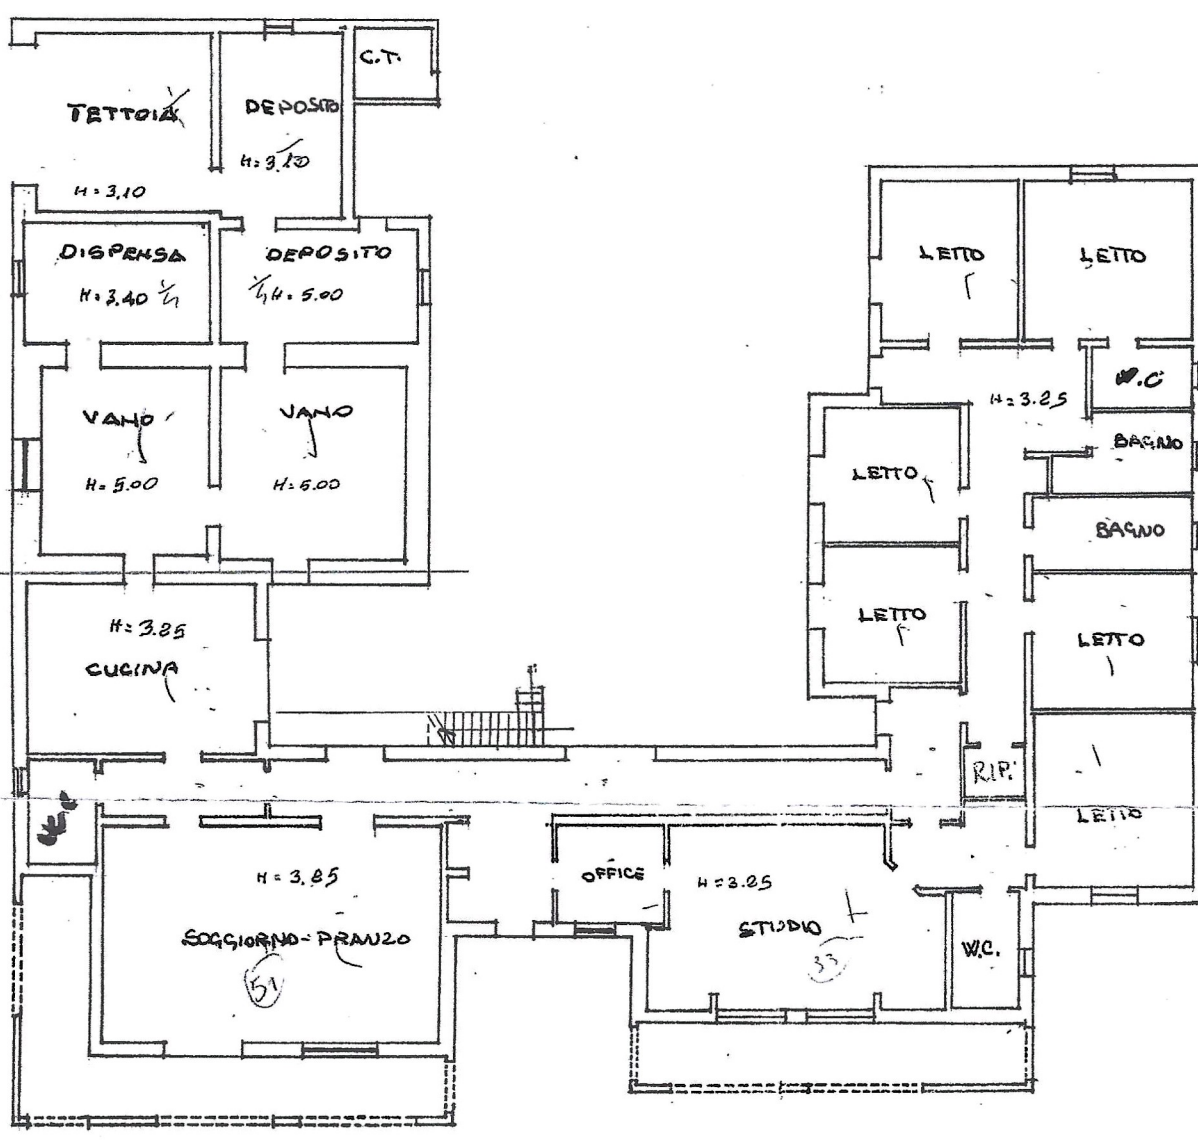 C.T.
TETTOIA
DEPOSITO
H=3,10
H=3,10
DISPENSA
DEPOSITO
H=3.40
H=5.00
VANO
VANO
H=5.00
H=5.00
H=3.85
CUCINA
H=3.85
SOGGIORNO-PRANZO
51
OFFICE
H=3.85
STUDIO
33
W.C.
LETTO
LETTO
W.C
H=3.85
BAGNO
LETTO
BAGNO
LETTO
LETTO
RIP.
LETTO